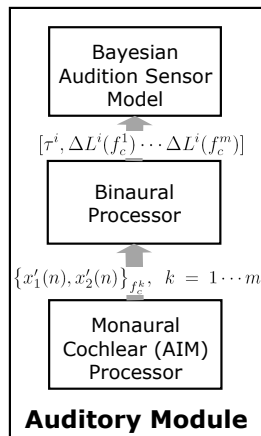 Bayesian
Audition Sensor
Model
[τ^i, ΔL^i(f_c^1) ⋯ ΔL^i(f_c^m)]
Binaural
Processor
{x′_1(n), x′_2(n)}_{f_c^k}, k = 1 ⋯ m
Monaural
Cochlear (AIM)
Processor
Auditory Module